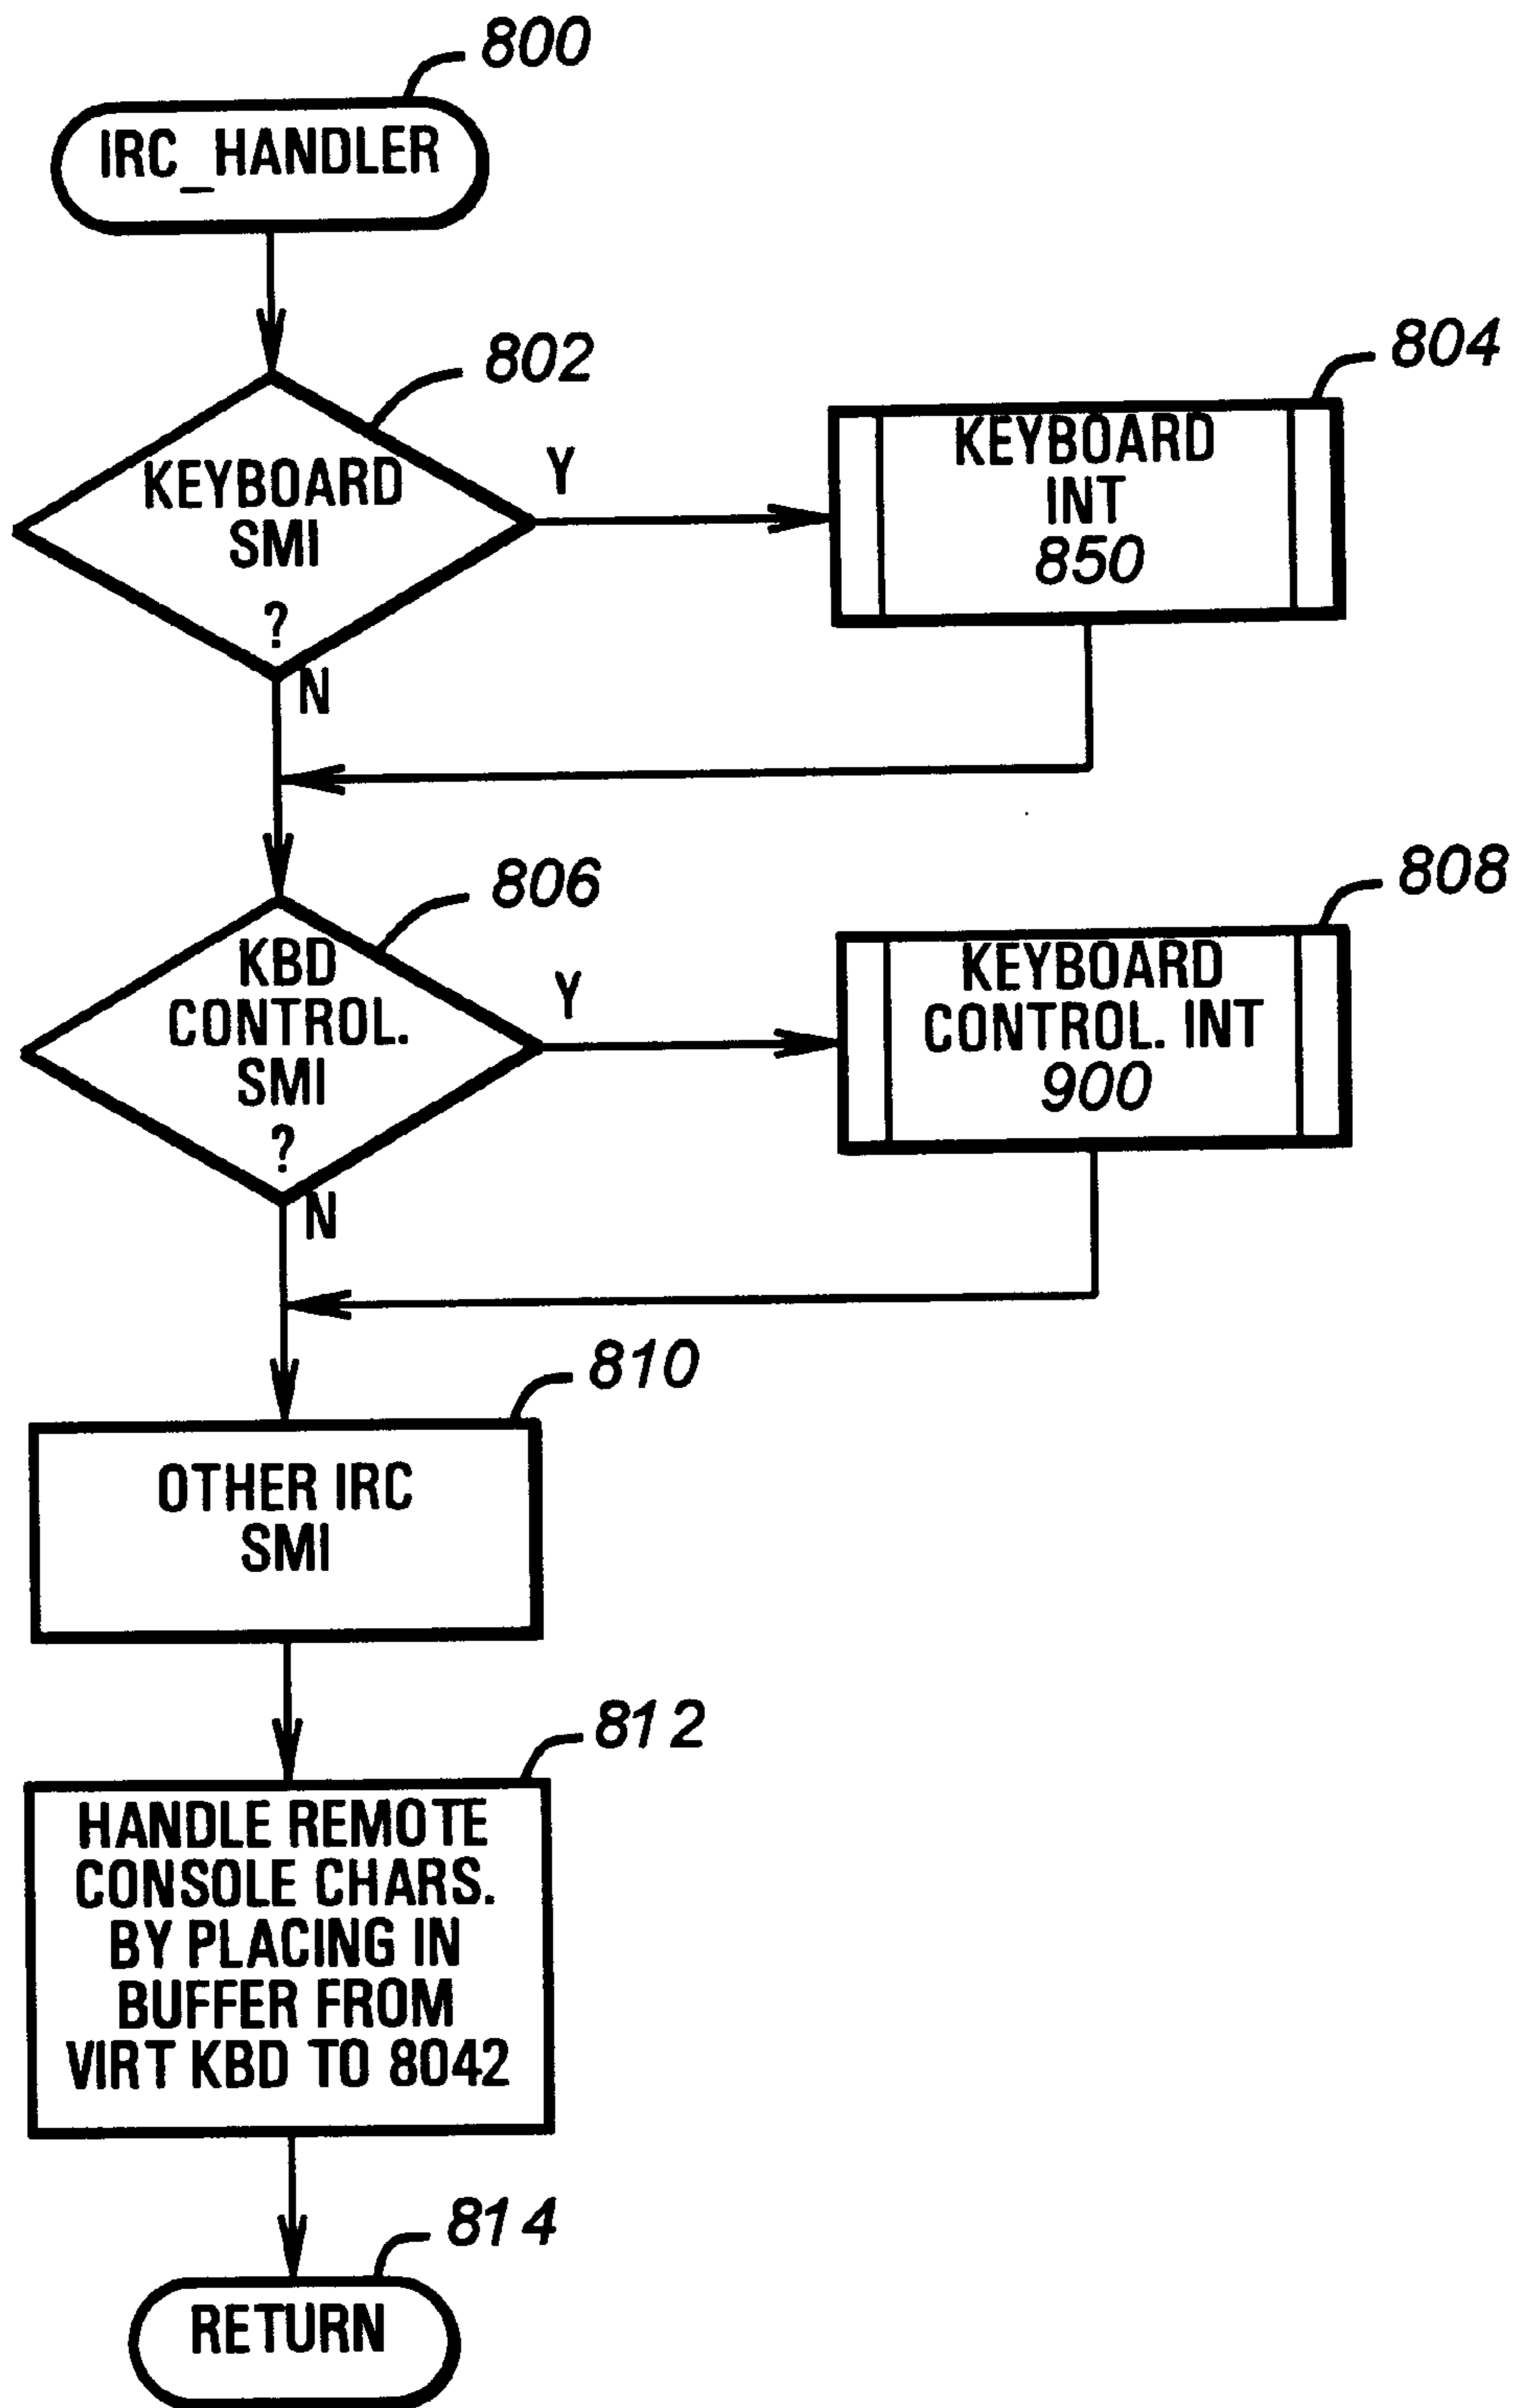 800
IRC_HANDLER
802
KEYBOARD
SMI
?
Y
N
804
KEYBOARD
INT
850
806
KBD
CONTROL.
SMI
?
Y
N
808
KEYBOARD
CONTROL. INT
900
810
OTHER IRC
SMI
812
HANDLE REMOTE
CONSOLE CHARS.
BY PLACING IN
BUFFER FROM
VIRT KBD TO 8042
814
RETURN